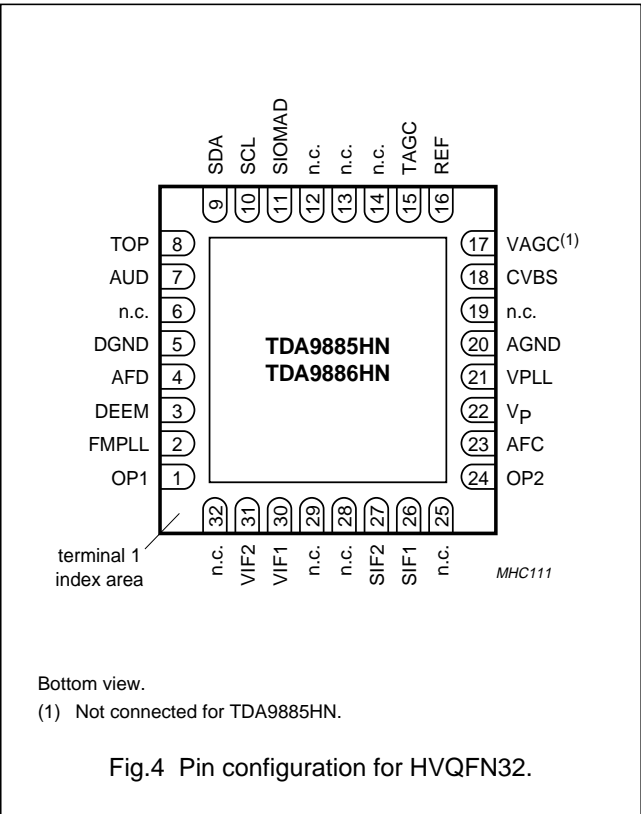 SDA
SCL
SIOMAD
n.c.
n.c.
n.c.
TAGC
REF
9
10
11
12
13
14
15
16
TOP 8
AUD 7
n.c. 6
DGND 5
AFD 4
DEEM 3
FMPLL 2
OP1 1
TDA9885HN
TDA9886HN
17 VAGC(1)
18 CVBS
19 n.c.
20 AGND
21 VPLL
22 VP
23 AFC
24 OP2
32
31
30
29
28
27
26
25
n.c.
VIF2
VIF1
n.c.
n.c.
SIF2
SIF1
n.c.
terminal 1
index area
MHC111
Bottom view.
(1) Not connected for TDA9885HN.
Fig.4 Pin configuration for HVQFN32.